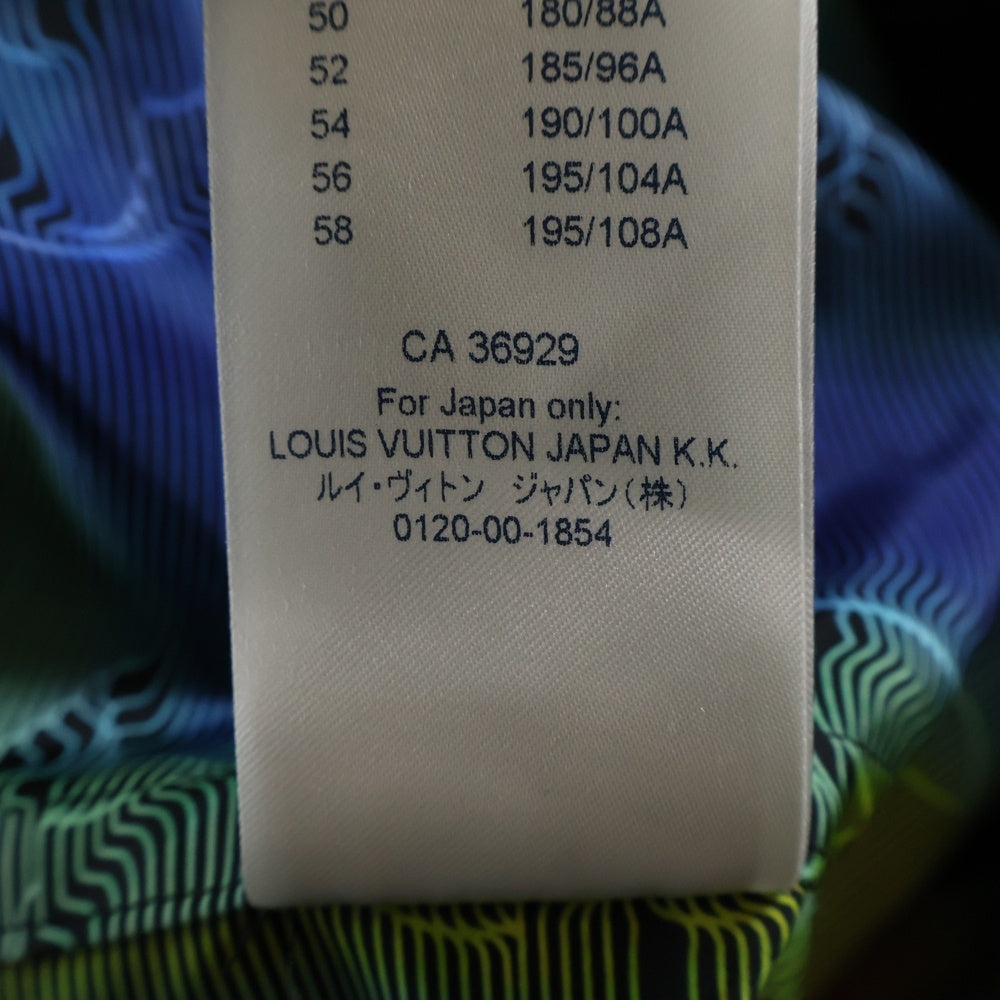 50 180/88A
52 185/96A
54 190/100A
56 195/104A
58 195/108A
CA 36929
For Japan only:
LOUIS VUITTON JAPAN K.K.
ルイ・ヴィトン ジャパン(株)
0120-00-1854